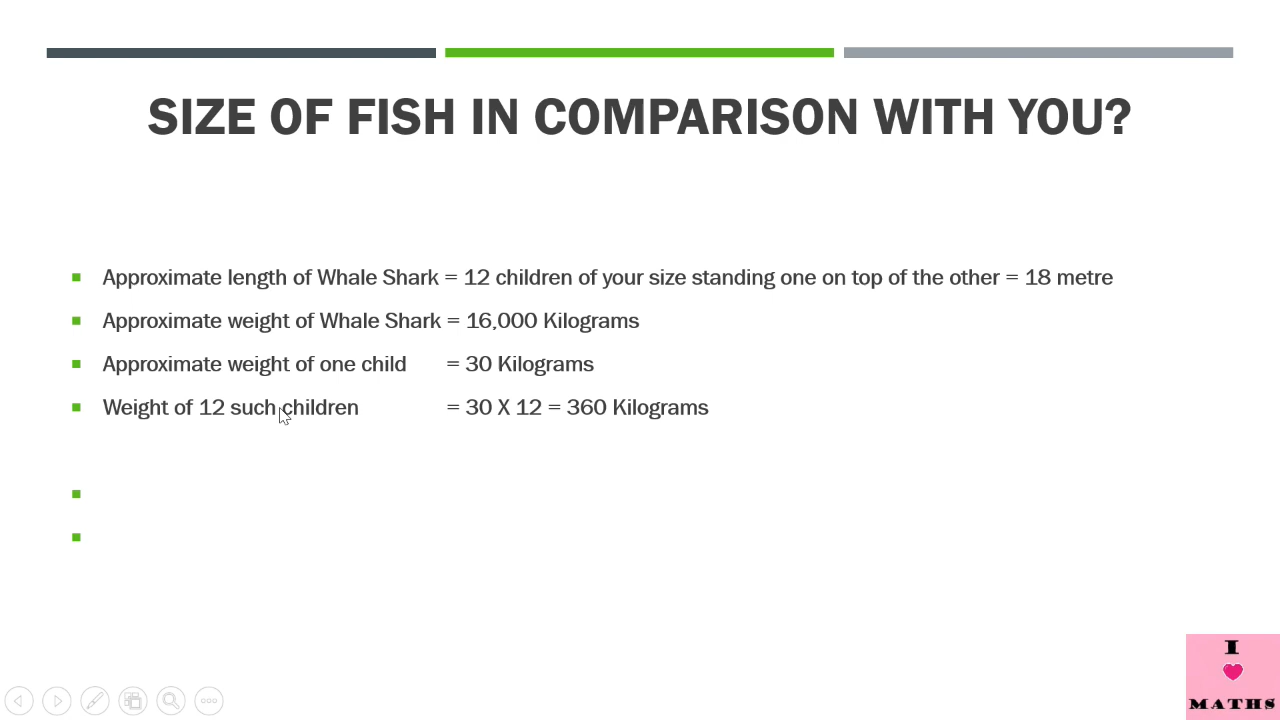 SIZE OF FISH IN COMPARISON WITH YOU?
Approximate length of Whale Shark = 12 children of your size standing one on top of the other = 18 metre
Approximate weight of Whale Shark = 16,000 Kilograms
Approximate weight of one child = 30 Kilograms
Weight of 12 such children = 30 X 12 = 360 Kilograms
I
MATHS